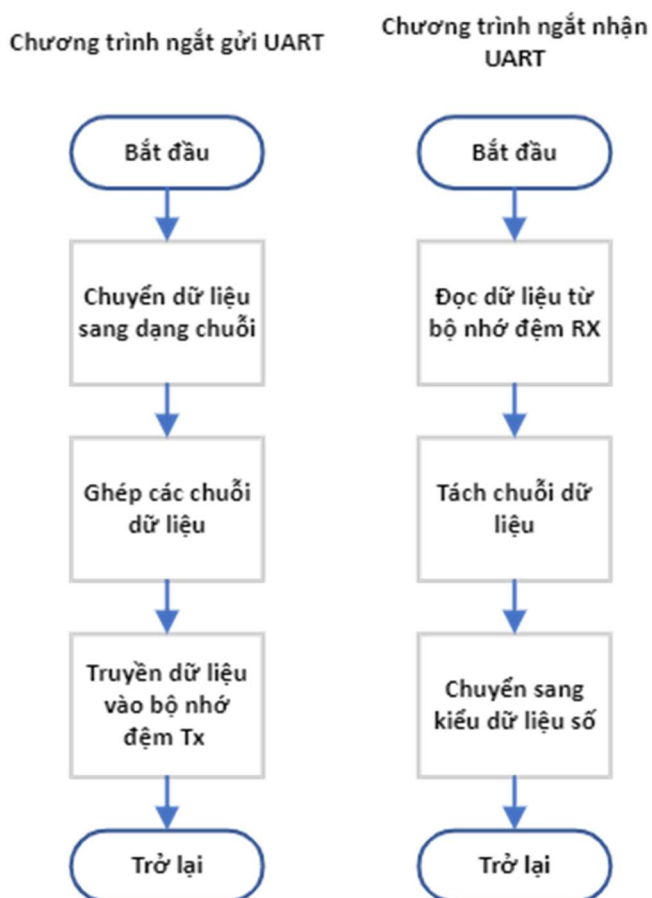 Chương trình ngắt gửi UART
Bắt đầu
Chuyển dữ liệu
sang dạng chuỗi
Ghép các chuỗi
dữ liệu
Truyền dữ liệu
vào bộ nhớ
đệm Tx
Trở lại
Chương trình ngắt nhận
UART
Bắt đầu
Đọc dữ liệu từ
bộ nhớ đệm RX
Tách chuỗi dữ
liệu
Chuyển sang
kiểu dữ liệu số
Trở lại